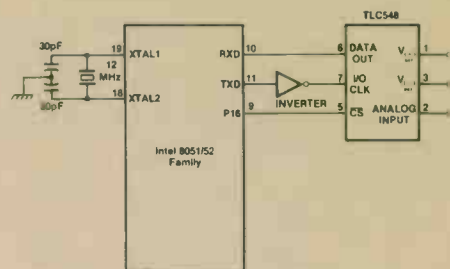 TLC548
30pF
19
XTAL1
RXD
10
6
DATA
OUT
V
1
12
MHz
TXD
11
7
I/O
CLK
V
3
18
XTAL2
30pF
INVERTER
P16
9
5
CS
ANALOG
INPUT
2
Intel 8051/52
Family